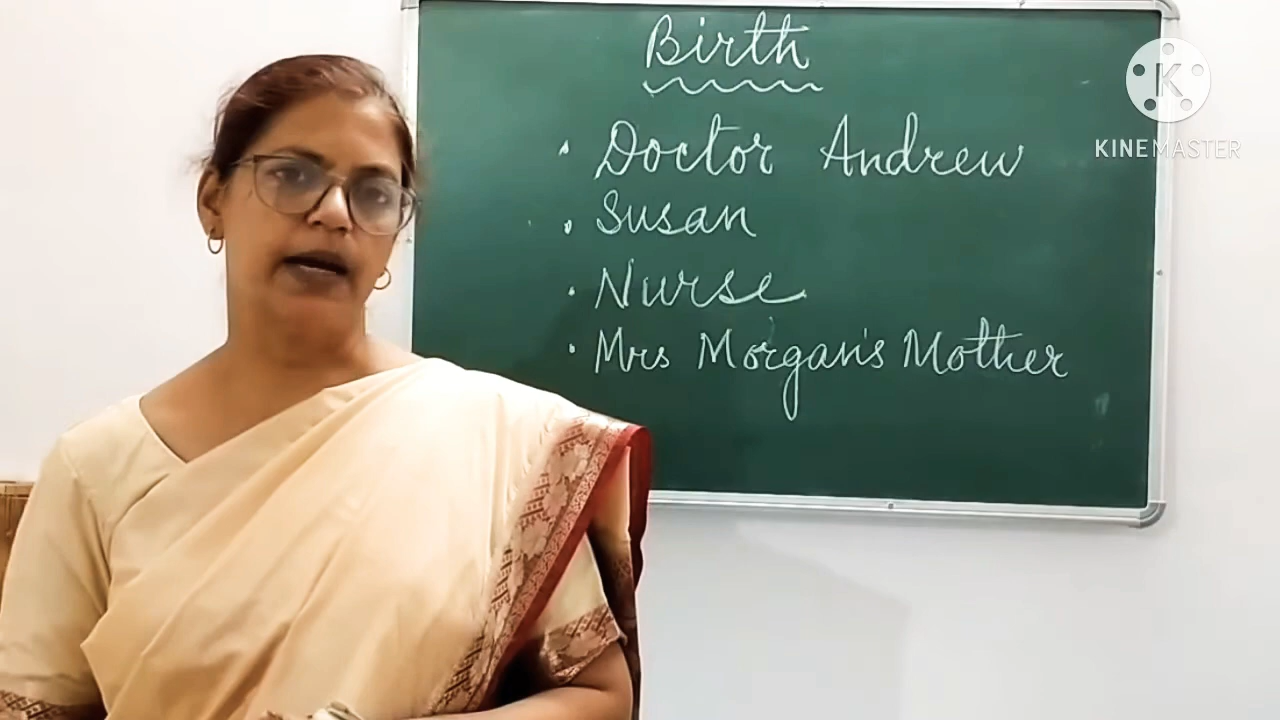 Birth
K
KINEMASTER
• Doctor Andrew
• Susan
• Nurse
• Mrs Morgan's Mother